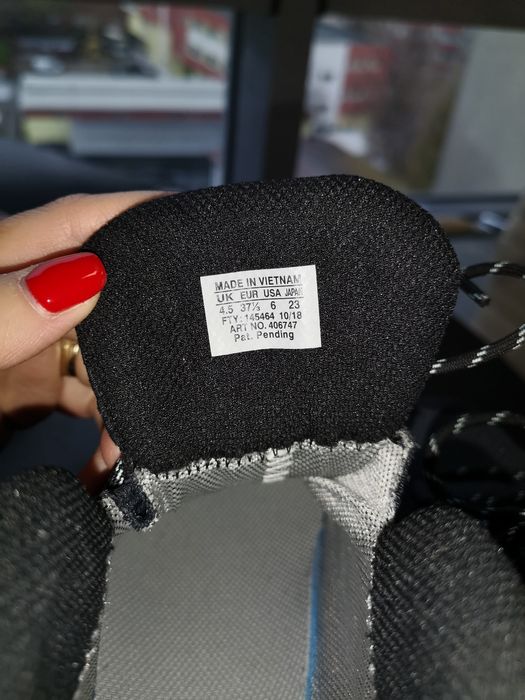 MADE IN VIETNAM
UK EUR USA JAPAN
4.5 37⅓ 6 23
FTY: 145464 10/18
ART NO. 406747
Pat. Pending